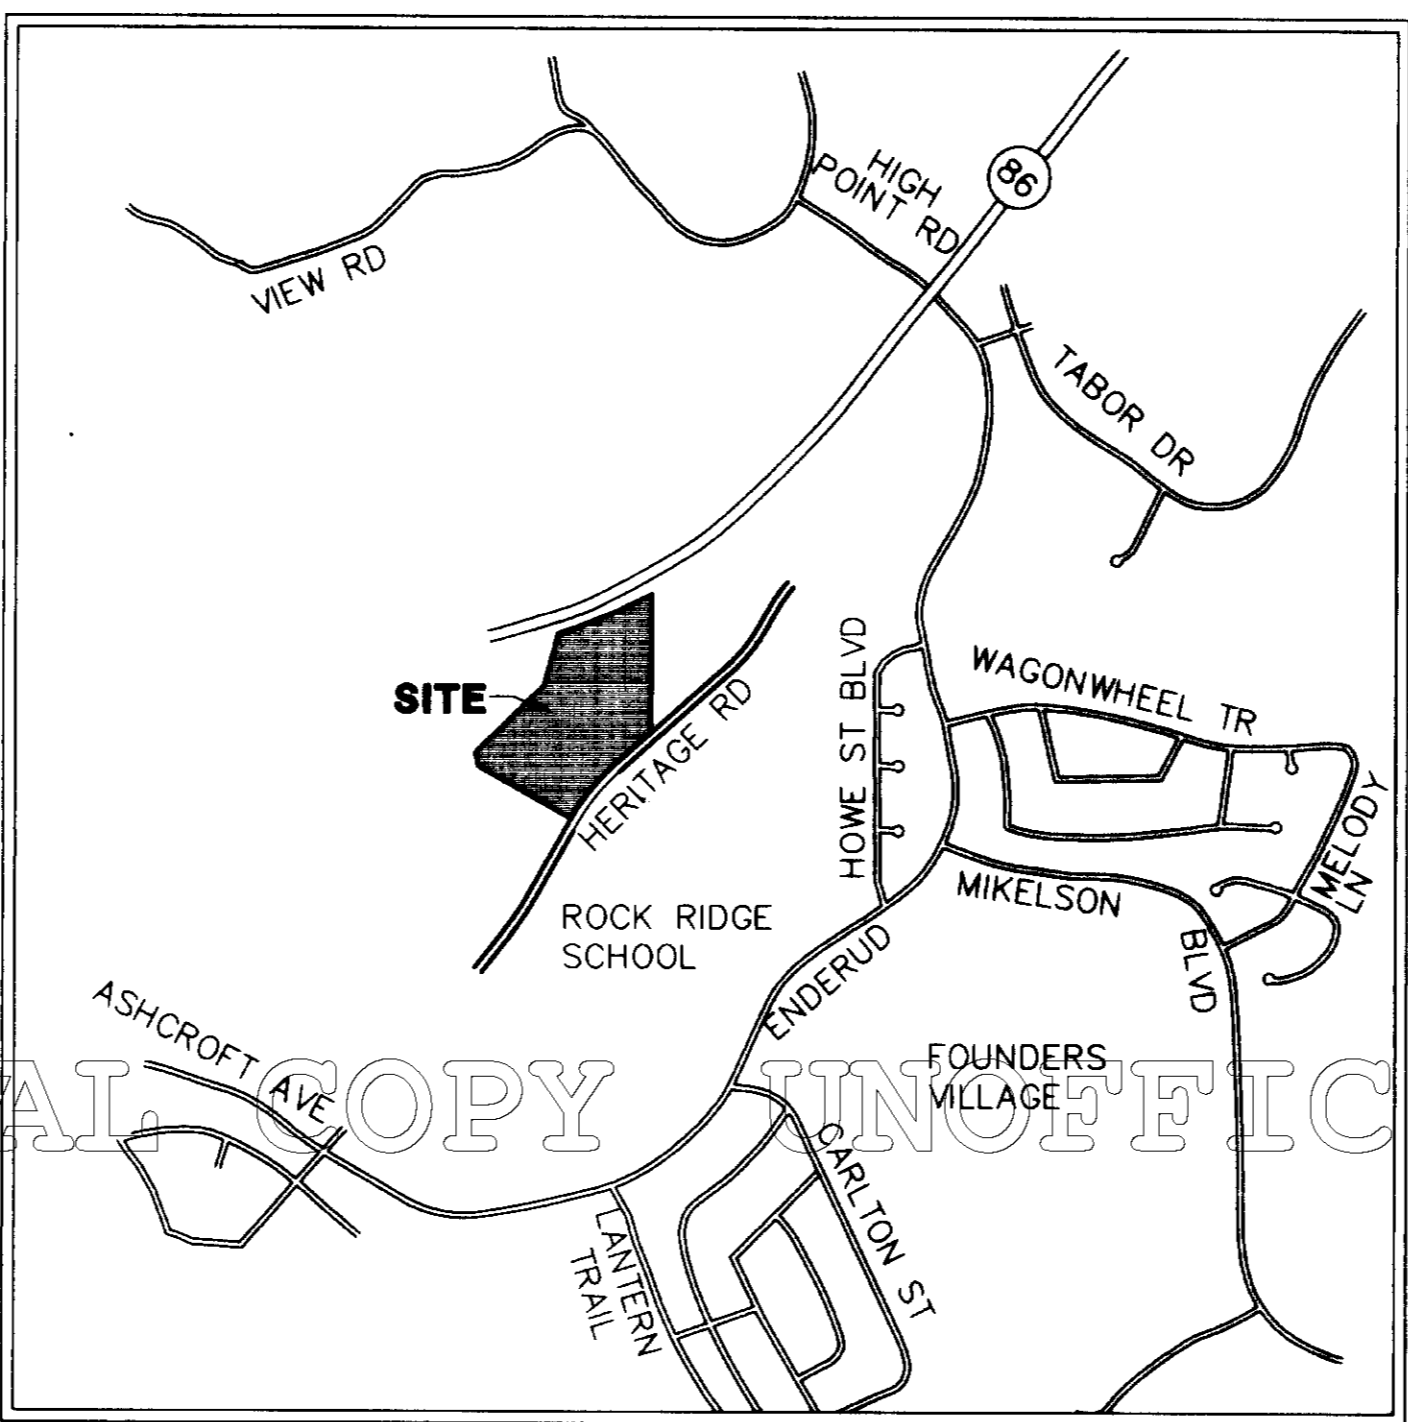 HIGH
POINT RD
86
VIEW RD
TABOR DR
SITE
HERITAGE RD
HOWE ST BLVD
WAGONWHEEL TR
MELODY
LN
MIKELSON
BLVD
ROCK RIDGE
SCHOOL
ENDERUD
ASHCROFT AVE
FOUNDERS
VILLAGE
AL COPY UNOFFIC
CARLTON ST
LANTERN
TRAIL